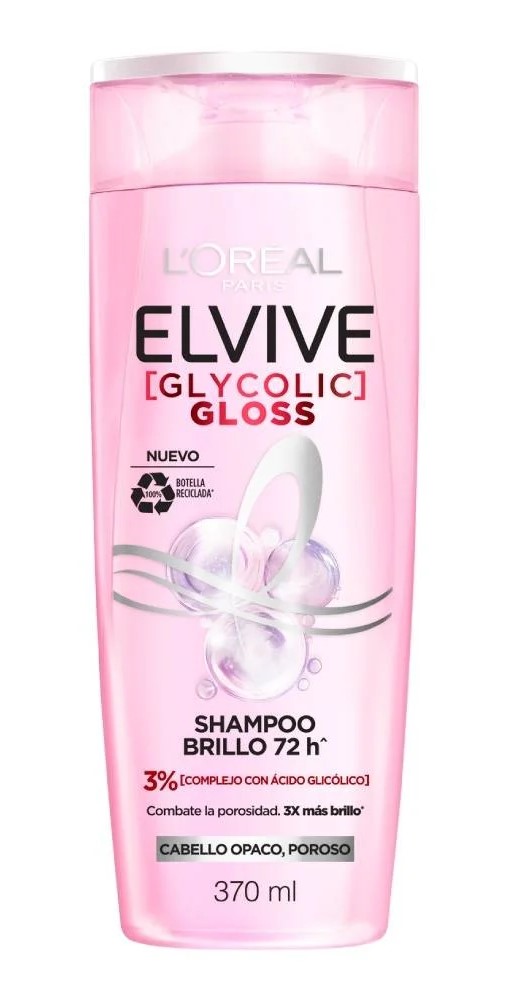 L'ORÉAL
PARIS
ELVIVE
[GLYCOLIC]
GLOSS
NUEVO
100%
BOTELLA
RECICLADA*
SHAMPOO
BRILLO 72 h^
3% [COMPLEJO CON ÁCIDO GLICÓLICO]
Combate la porosidad. 3X más brillo*
CABELLO OPACO, POROSO
370 ml